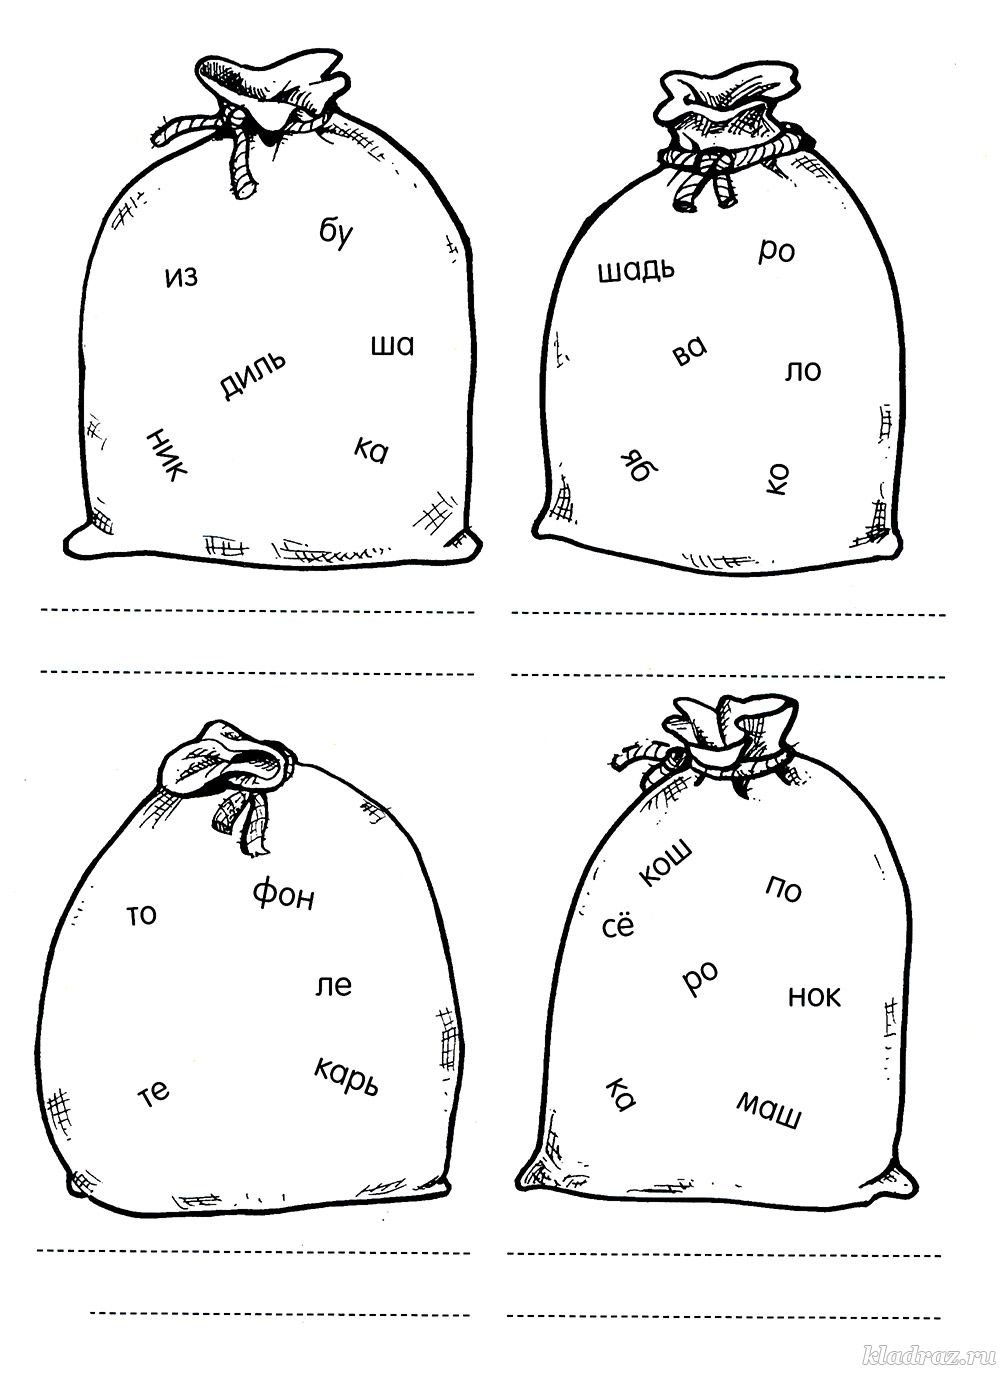 бу
из
ша
диль
ник
ка
шадь
ро
ва
ло
яб
ко
то
фон
ле
те
карь
кош
по
сё
ро
нок
ка
маш
kladraz.ru